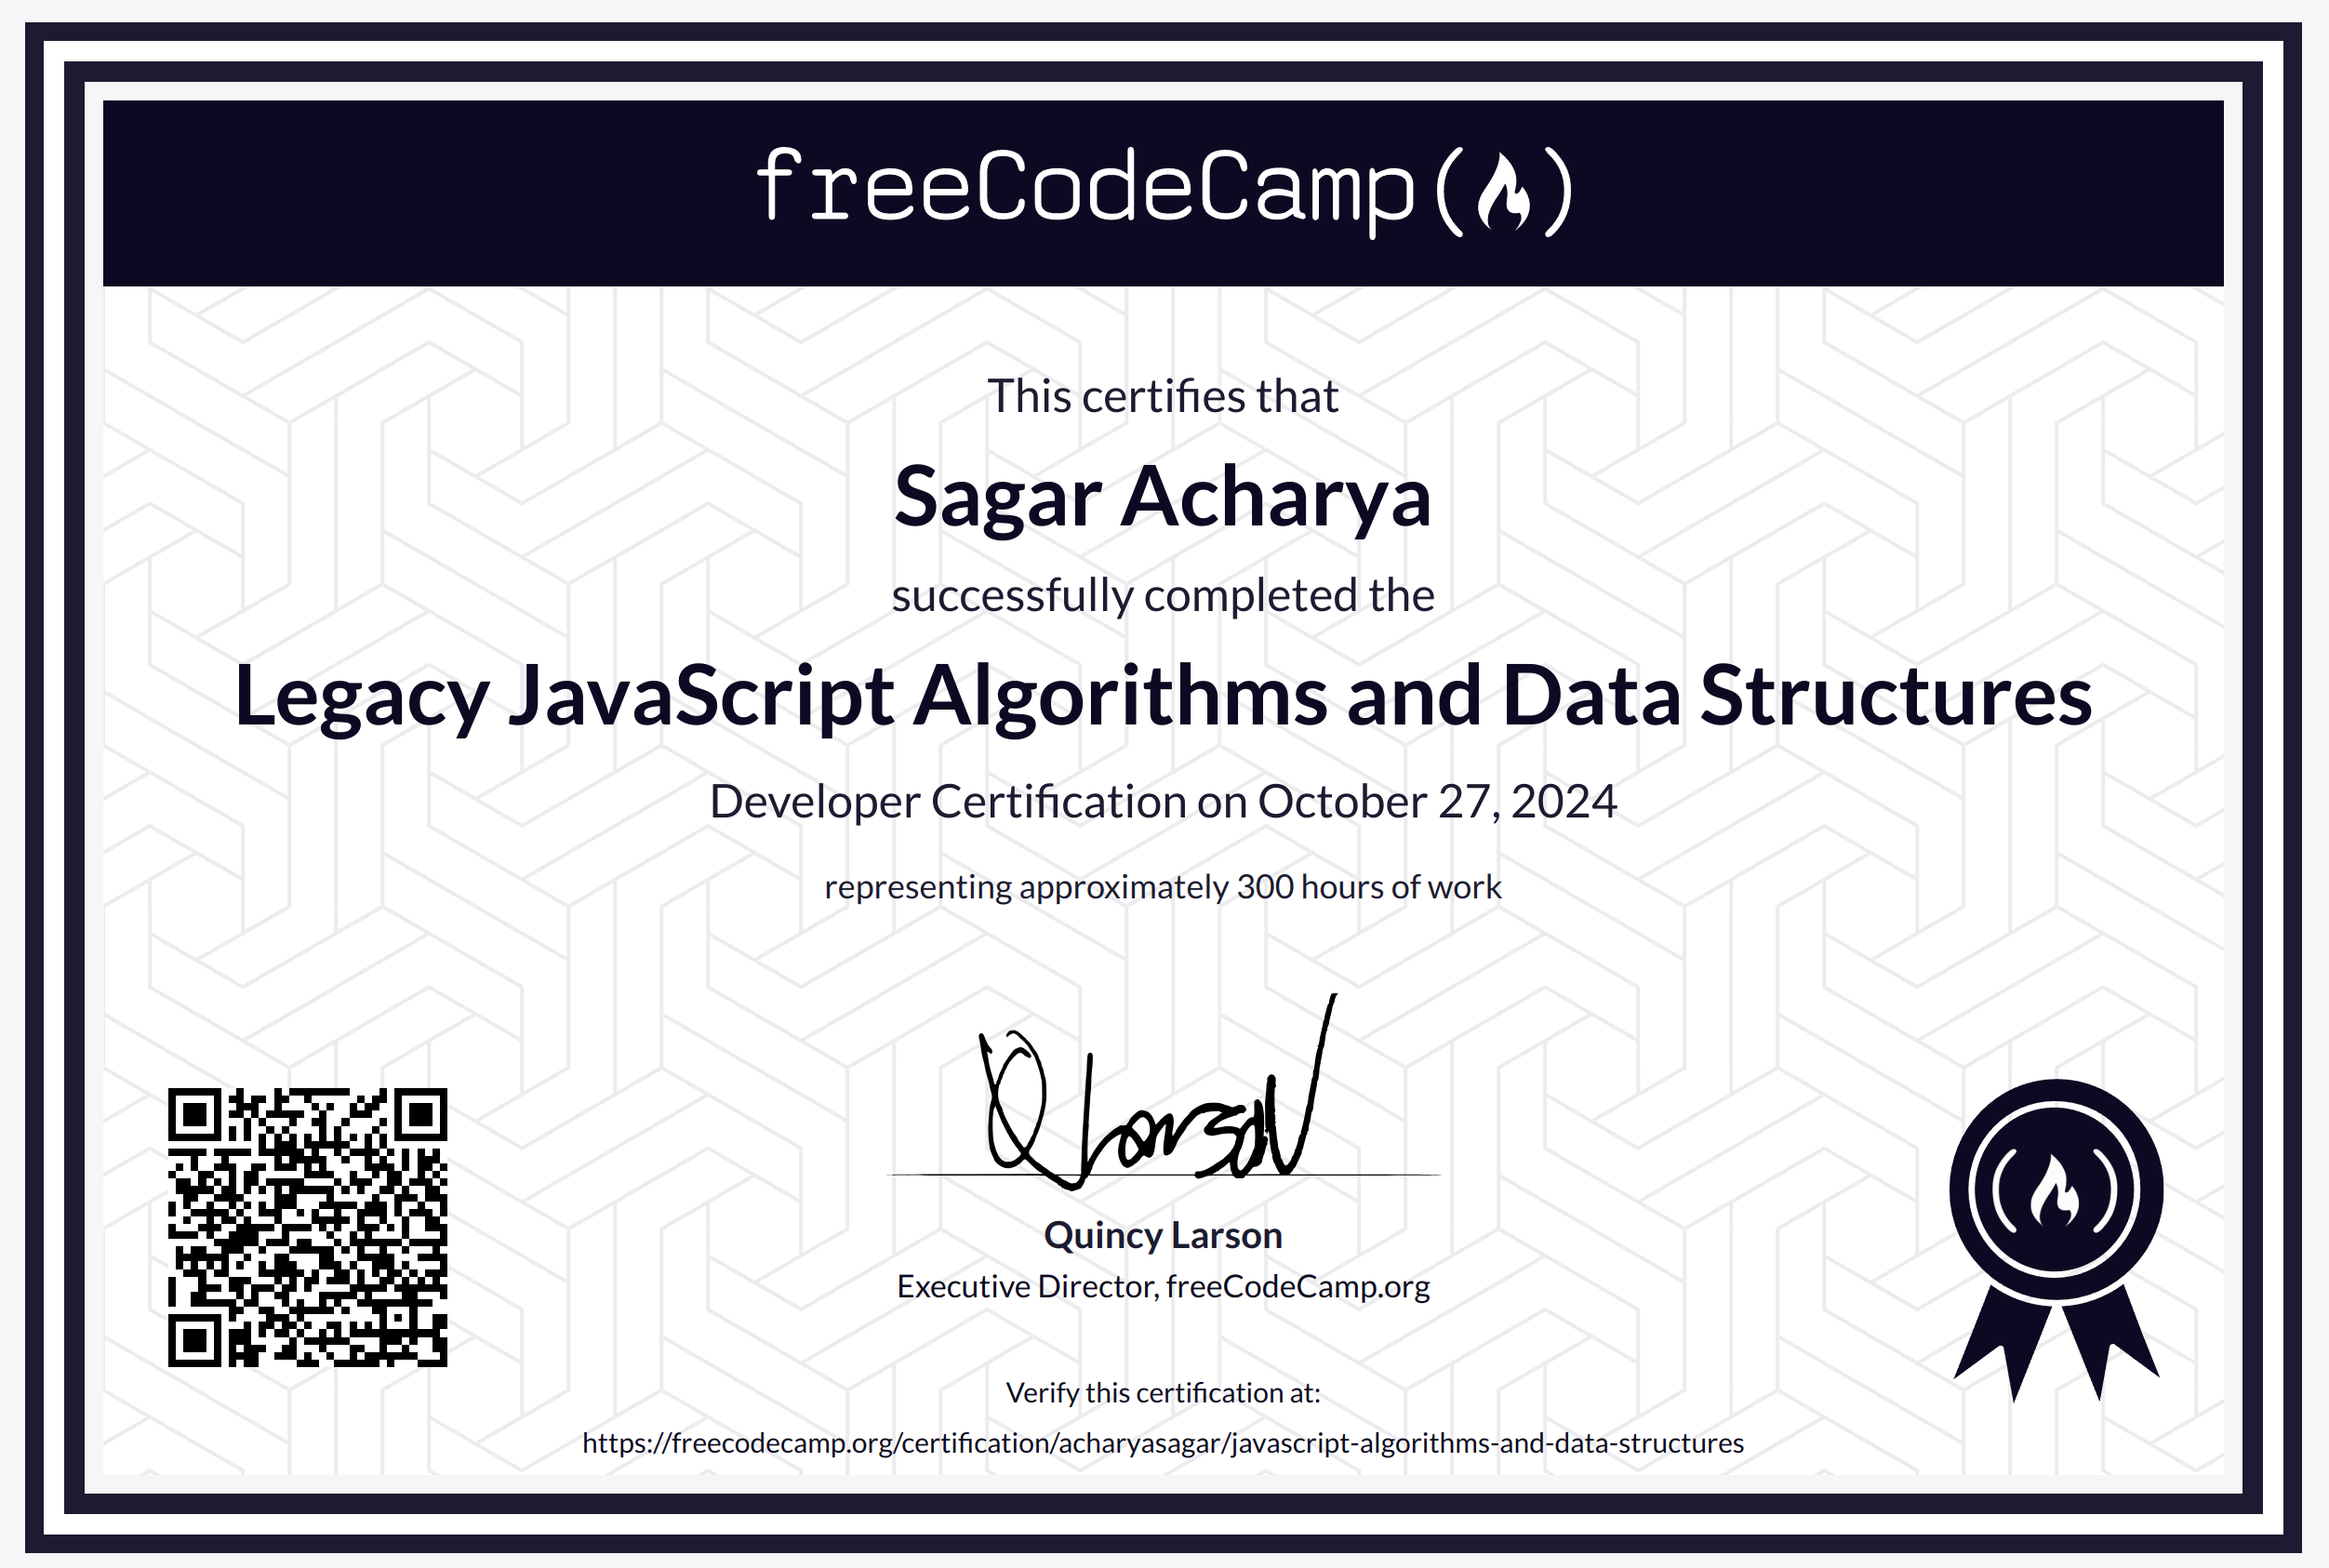 freeCodeCamp
This certifies that
Sagar Acharya
successfully completed the
Legacy JavaScript Algorithms and Data Structures
Developer Certification on October 27, 2024
representing approximately 300 hours of work
Quincy Larson
Executive Director, freeCodeCamp.org
Verify this certification at:
https://freecodecamp.org/certification/acharyasagar/javascript-algorithms-and-data-structures